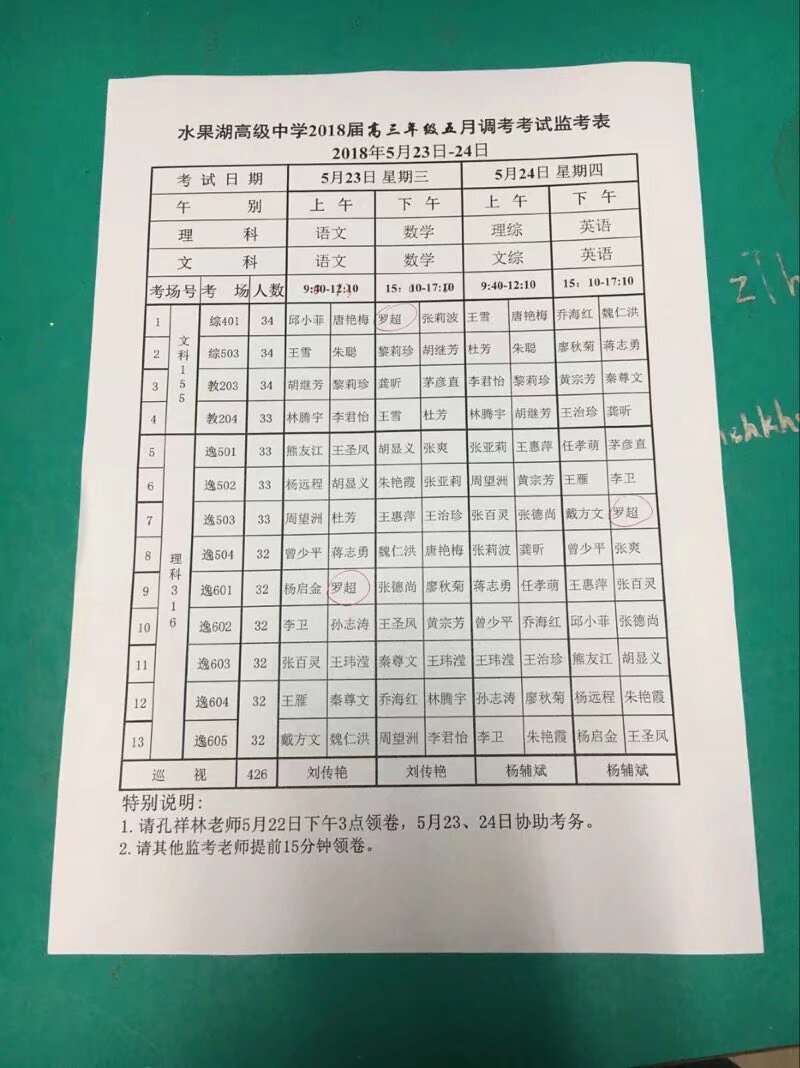 水果湖高级中学2018届高三年级五月调考考试监考表
2018年5月23日-24日
考试日期 5月23日 星期三 5月24日 星期四
午别 上午 下午 上午 下午
理科 语文 数学 理综 英语
文科 语文 数学 文综 英语
考场号 考场 人数 9:40-12:10 15:10-17:10 9:40-12:10 15:10-17:10
文科155
1 综401 34 邱小菲 唐艳梅 罗超 张莉波 王雪 唐艳梅 乔海红 魏仁洪
2 综503 34 王雪 朱聪 黎莉珍 胡继芳 杜芳 朱聪 廖秋菊 蒋志勇
3 教203 34 胡继芳 黎莉珍 龚昕 茅彦直 李君怡 黎莉珍 黄宗芳 秦尊文
4 教204 33 林腾宇 李君怡 王雪 杜芳 林腾宇 胡继芳 王治珍 龚昕
理科316
5 逸501 33 熊友江 王圣凤 胡显义 张爽 张亚莉 王惠萍 任孝萌 茅彦直
6 逸502 33 杨远程 胡显义 朱艳霞 张亚莉 周望洲 黄宗芳 王雁 李卫
7 逸503 33 周望洲 杜芳 王惠萍 王治珍 张百灵 张德尚 戴方文 罗超
8 逸504 32 曾少平 蒋志勇 魏仁洪 唐艳梅 张莉波 龚昕 曾少平 张爽
9 逸601 32 杨启金 罗超 张德尚 廖秋菊 蒋志勇 任孝萌 王惠萍 张百灵
10 逸602 32 李卫 孙志涛 王圣凤 黄宗芳 曾少平 乔海红 邱小菲 张德尚
11 逸603 32 张百灵 王玮滢 秦尊文 王玮滢 王玮滢 王治珍 熊友江 胡显义
12 逸604 32 王雁 秦尊文 乔海红 林腾宇 孙志涛 廖秋菊 杨远程 朱艳霞
13 逸605 32 戴方文 魏仁洪 周望洲 李君怡 李卫 朱艳霞 杨启金 王圣凤
巡视 426 刘传艳 刘传艳 杨辅斌 杨辅斌
特别说明:
1.请孔祥林老师5月22日下午3点领卷，5月23、24日协助考务。
2.请其他监考老师提前15分钟领卷。